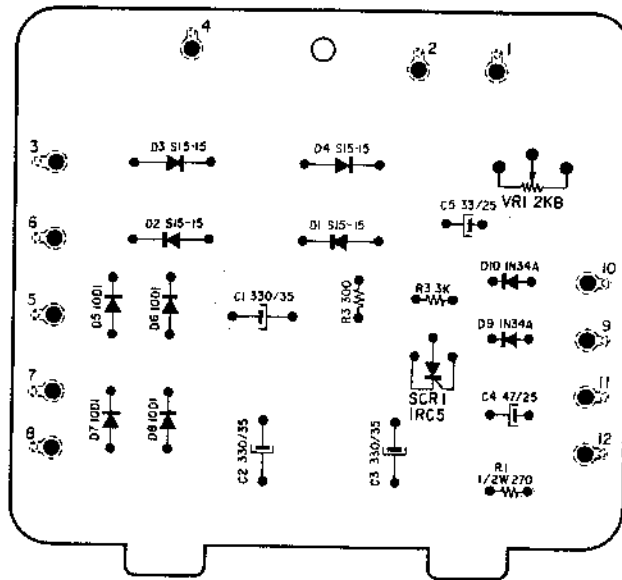 4
2
1
3
D3 S15-15
D4 S15-15
VR1 2KB
6
D2 S15-15
D1 S15-15
C5 33/25
D10 1N34A
10
5
D5 10D1
D6 10D1
C1 330/35
R3 300
R3 3K
D9 1N34A
9
7
D7 10D1
D8 10D1
SCR1
IRC5
C4 47/25
11
8
C2 330/35
C3 330/35
R1
1/2W 270
12